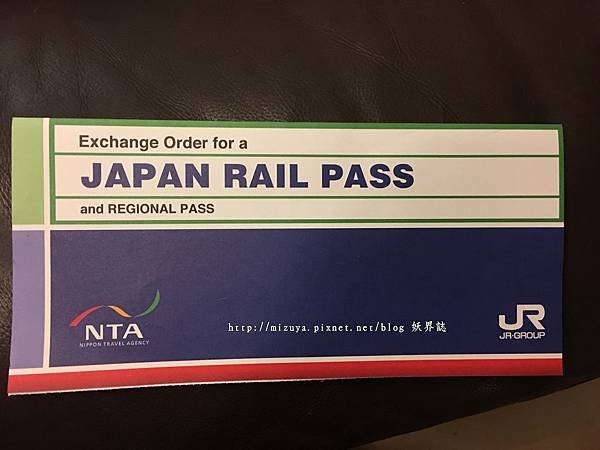 Exchange Order for a
JAPAN RAIL PASS
and REGIONAL PASS
NTA
NIPPON TRAVEL AGENCY
http://mizuya.pixnet.net/blog 妖界誌
JR
JR-GROUP